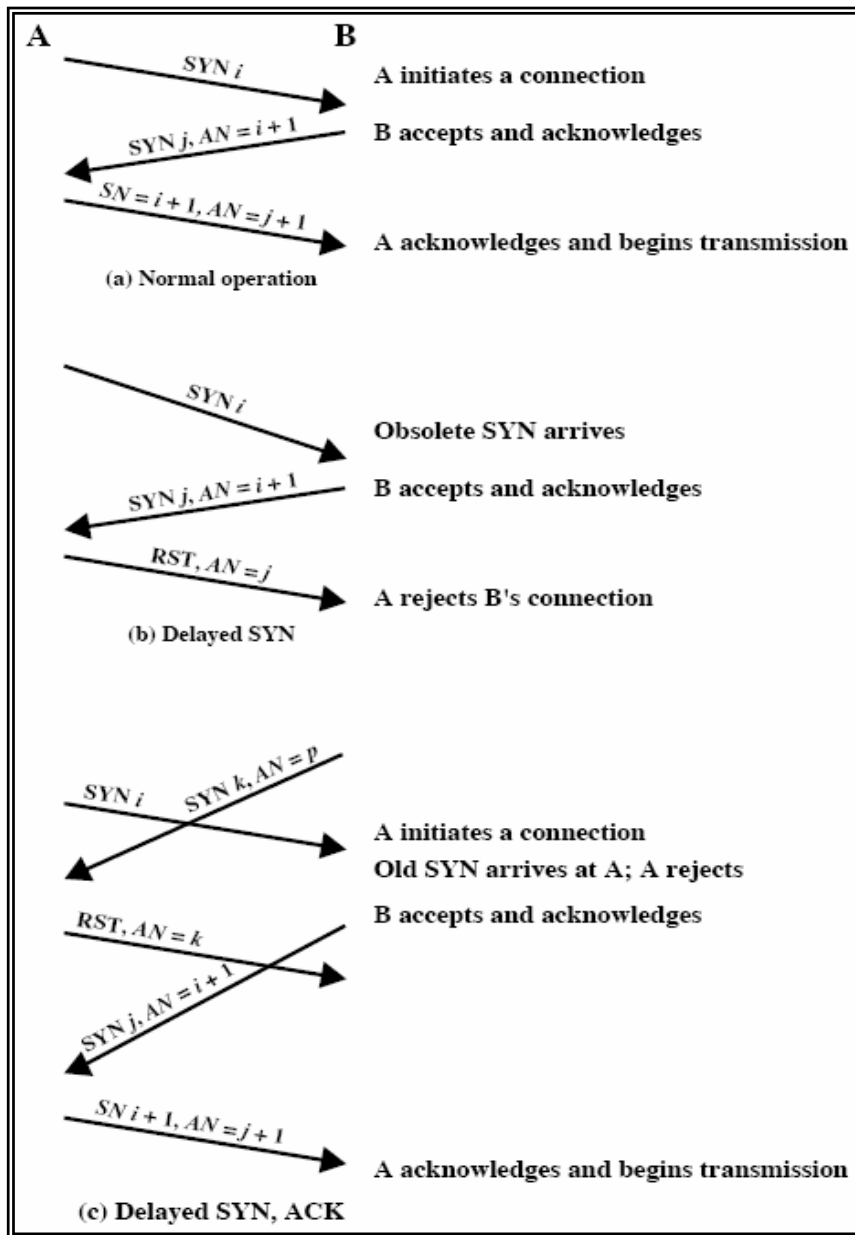 A B
SYN i
A initiates a connection
SYN j, AN = i + 1
B accepts and acknowledges
SN = i + 1, AN = j + 1
A acknowledges and begins transmission
(a) Normal operation
SYN i
Obsolete SYN arrives
SYN j, AN = i + 1
B accepts and acknowledges
RST, AN = j
A rejects B's connection
(b) Delayed SYN
SYN k, AN = p
SYN i
A initiates a connection
Old SYN arrives at A; A rejects
B accepts and acknowledges
RST, AN = k
SYN j, AN = i + 1
SN i + 1, AN = j + 1
A acknowledges and begins transmission
(c) Delayed SYN, ACK